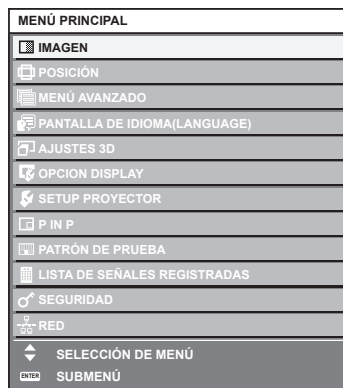 MENÚ PRINCIPAL
IMAGEN
POSICIÓN
MENÚ AVANZADO
PANTALLA DE IDIOMA(LANGUAGE)
AJUSTES 3D
OPCION DISPLAY
SETUP PROYECTOR
P IN P
PATRÓN DE PRUEBA
LISTA DE SEÑALES REGISTRADAS
SEGURIDAD
RED
SELECCIÓN DE MENÚ
ENTER SUBMENÚ